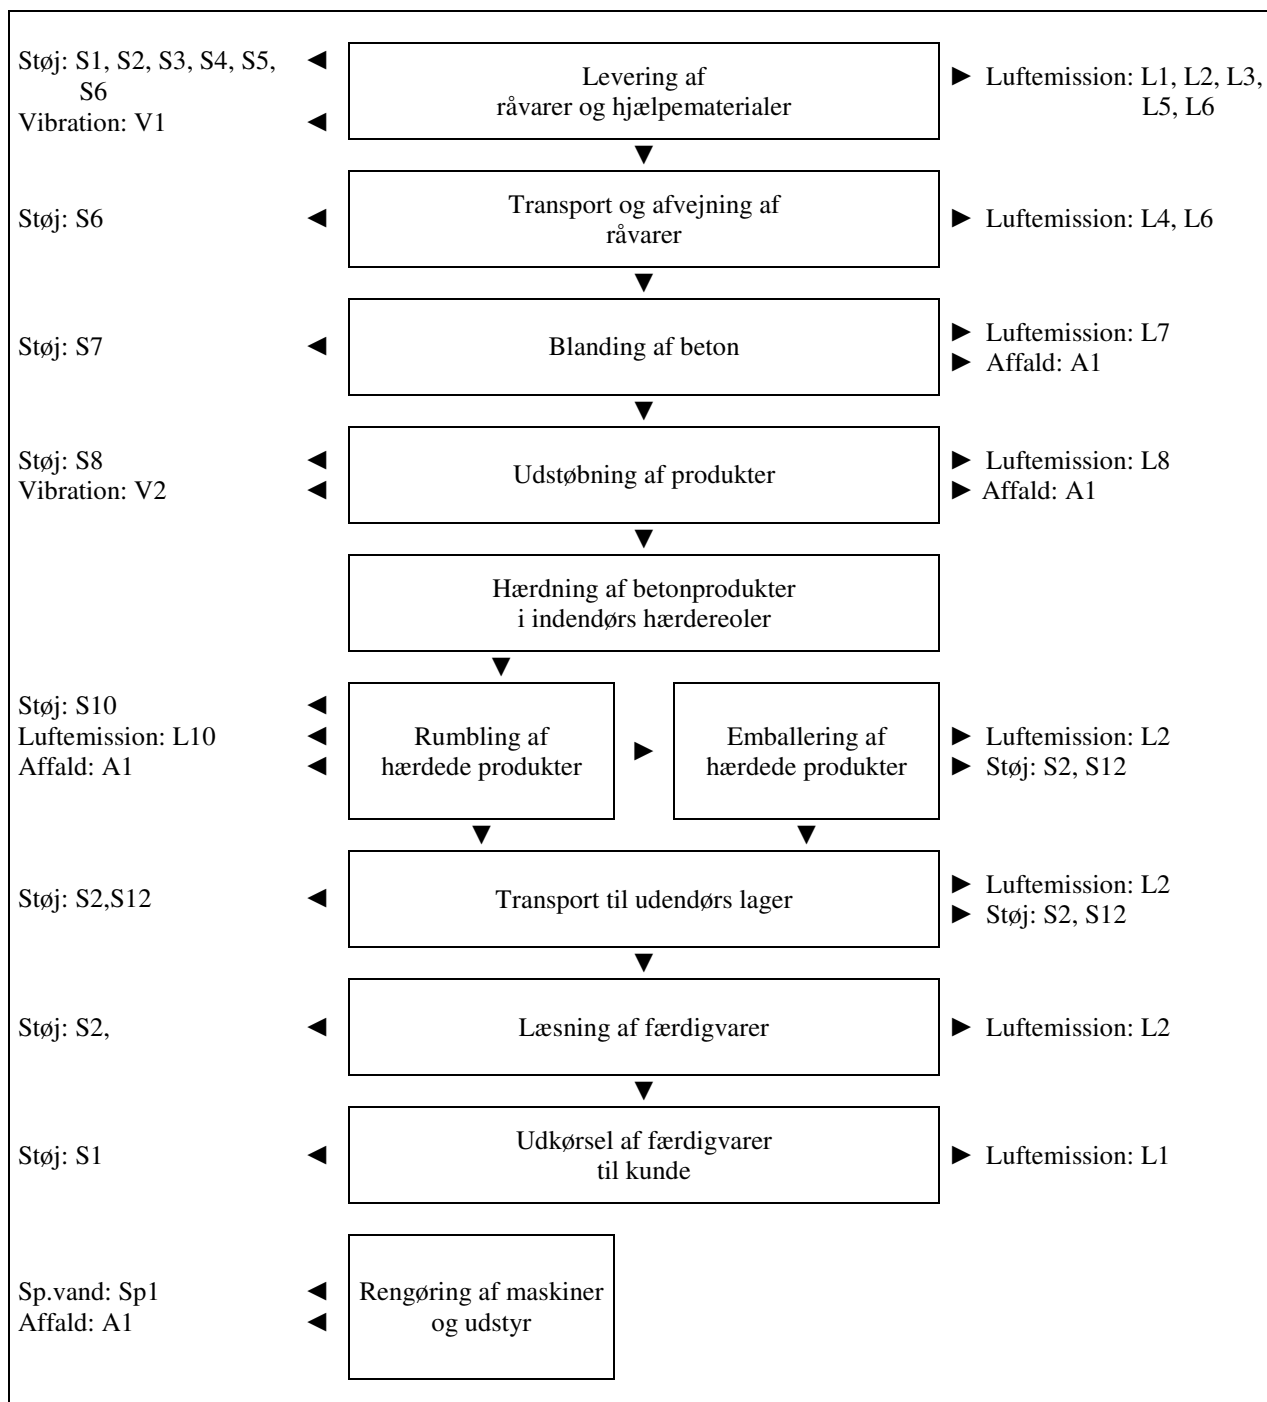 Støj: S1, S2, S3, S4, S5,
S6
Vibration: V1
Levering af
råvarer og hjælpematerialer
Luftemission: L1, L2, L3,
L5, L6
Støj: S6
Transport og afvejning af
råvarer
Luftemission: L4, L6
Støj: S7
Blanding af beton
Luftemission: L7
Affald: A1
Støj: S8
Vibration: V2
Udstøbning af produkter
Luftemission: L8
Affald: A1
Hærdning af betonprodukter
i indendørs hærdereoler
Støj: S10
Luftemission: L10
Affald: A1
Rumbling af
hærdede produkter
Emballering af
hærdede produkter
Luftemission: L2
Støj: S2, S12
Støj: S2,S12
Transport til udendørs lager
Luftemission: L2
Støj: S2, S12
Støj: S2,
Læsning af færdigvarer
Luftemission: L2
Støj: S1
Udkørsel af færdigvarer
til kunde
Luftemission: L1
Sp.vand: Sp1
Affald: A1
Rengøring af maskiner
og udstyr